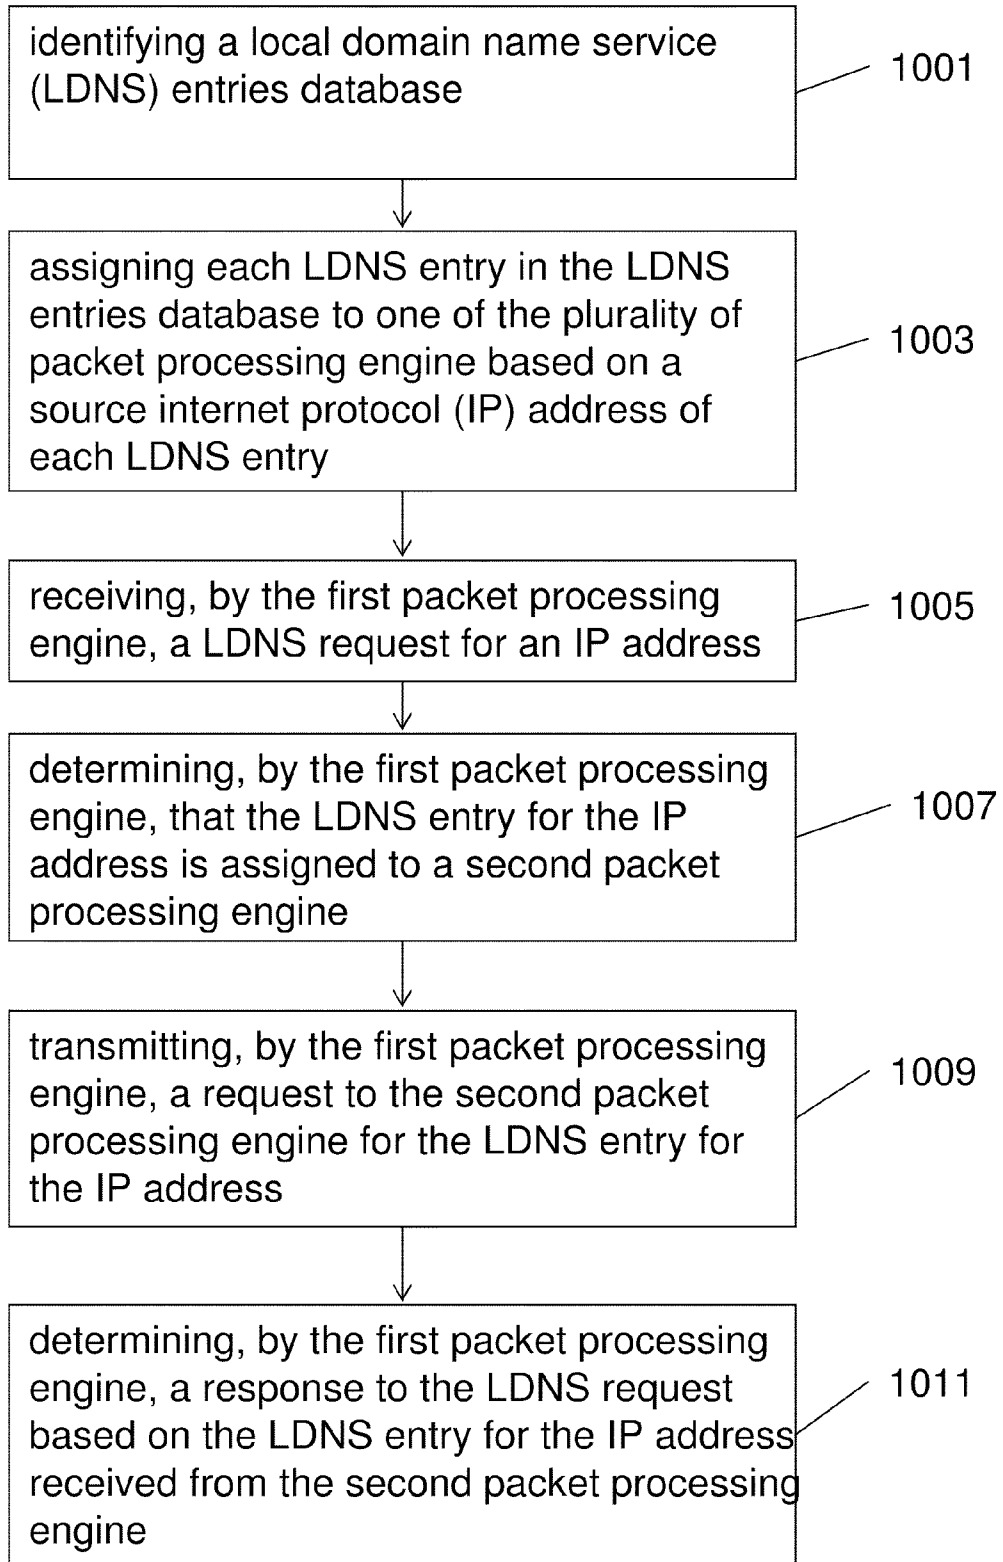 identifying a local domain name service
(LDNS) entries database
1001
assigning each LDNS entry in the LDNS
entries database to one of the plurality of
packet processing engine based on a
source internet protocol (IP) address of
each LDNS entry
1003
receiving, by the first packet processing
engine, a LDNS request for an IP address
1005
determining, by the first packet processing
engine, that the LDNS entry for the IP
address is assigned to a second packet
processing engine
1007
transmitting, by the first packet processing
engine, a request to the second packet
processing engine for the LDNS entry for
the IP address
1009
determining, by the first packet processing
engine, a response to the LDNS request
based on the LDNS entry for the IP address
received from the second packet processing
engine
1011